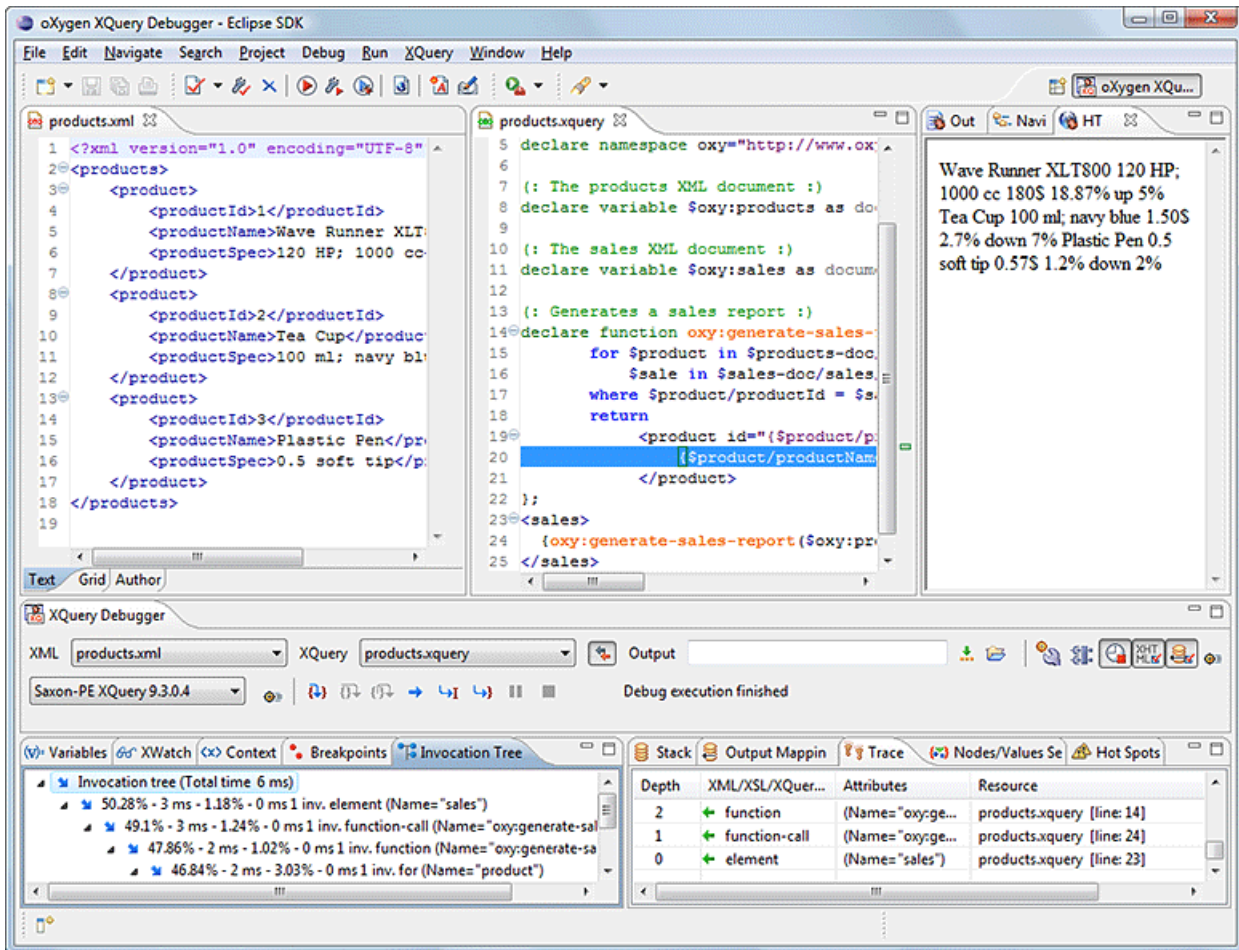 oXygen XQuery Debugger - Eclipse SDK
File Edit Navigate Search Project Debug Run XQuery Window Help
oXygen XQu...
products.xml
1 <?xml version="1.0" encoding="UTF-8"
2 <products>
3 <product>
4 <productId>1</productId>
5 <productName>Wave Runner XLT
6 <productSpec>120 HP; 1000 cc
7 </product>
8 <product>
9 <productId>2</productId>
10 <productName>Tea Cup</produc
11 <productSpec>100 ml; navy bl
12 </product>
13 <product>
14 <productId>3</productId>
15 <productName>Plastic Pen</pr
16 <productSpec>0.5 soft tip</p
17 </product>
18 </products>
19
Text Grid Author
products.xquery
5 declare namespace oxy="http://www.ox
6
7 (: The products XML document :)
8 declare variable $oxy:products as do
9
10 (: The sales XML document :)
11 declare variable $oxy:sales as docum
12
13 (: Generates a sales report :)
14 declare function oxy:generate-sales-
15 for $product in $products-doc
16 $sale in $sales-doc/sales
17 where $product/productId = $s
18 return
19 <product id="{$product/p
20 {$product/productNam
21 </product>
22 };
23 <sales>
24 {oxy:generate-sales-report($oxy:pr
25 </sales>
Out Navi HT
Wave Runner XLT800 120 HP;
1000 cc 180$ 18.87% up 5%
Tea Cup 100 ml; navy blue 1.50$
2.7% down 7% Plastic Pen 0.5
soft tip 0.57$ 1.2% down 2%
XQuery Debugger
XML products.xml XQuery products.xquery Output
Saxon-PE XQuery 9.3.0.4 Debug execution finished
Variables XWatch Context Breakpoints Invocation Tree
Invocation tree (Total time 6 ms)
50.28% - 3 ms - 1.18% - 0 ms 1 inv. element (Name="sales")
49.1% - 3 ms - 1.24% - 0 ms 1 inv. function-call (Name="oxy:generate-sal
47.86% - 2 ms - 1.02% - 0 ms 1 inv. function (Name="oxy:generate-sa
46.84% - 2 ms - 3.03% - 0 ms 1 inv. for (Name="product")
Stack Output Mappin Trace Nodes/Values Se Hot Spots
Depth XML/XSL/XQuer... Attributes Resource
2 function (Name="oxy:ge... products.xquery [line: 14]
1 function-call (Name="oxy:ge... products.xquery [line: 24]
0 element (Name="sales") products.xquery [line: 23]